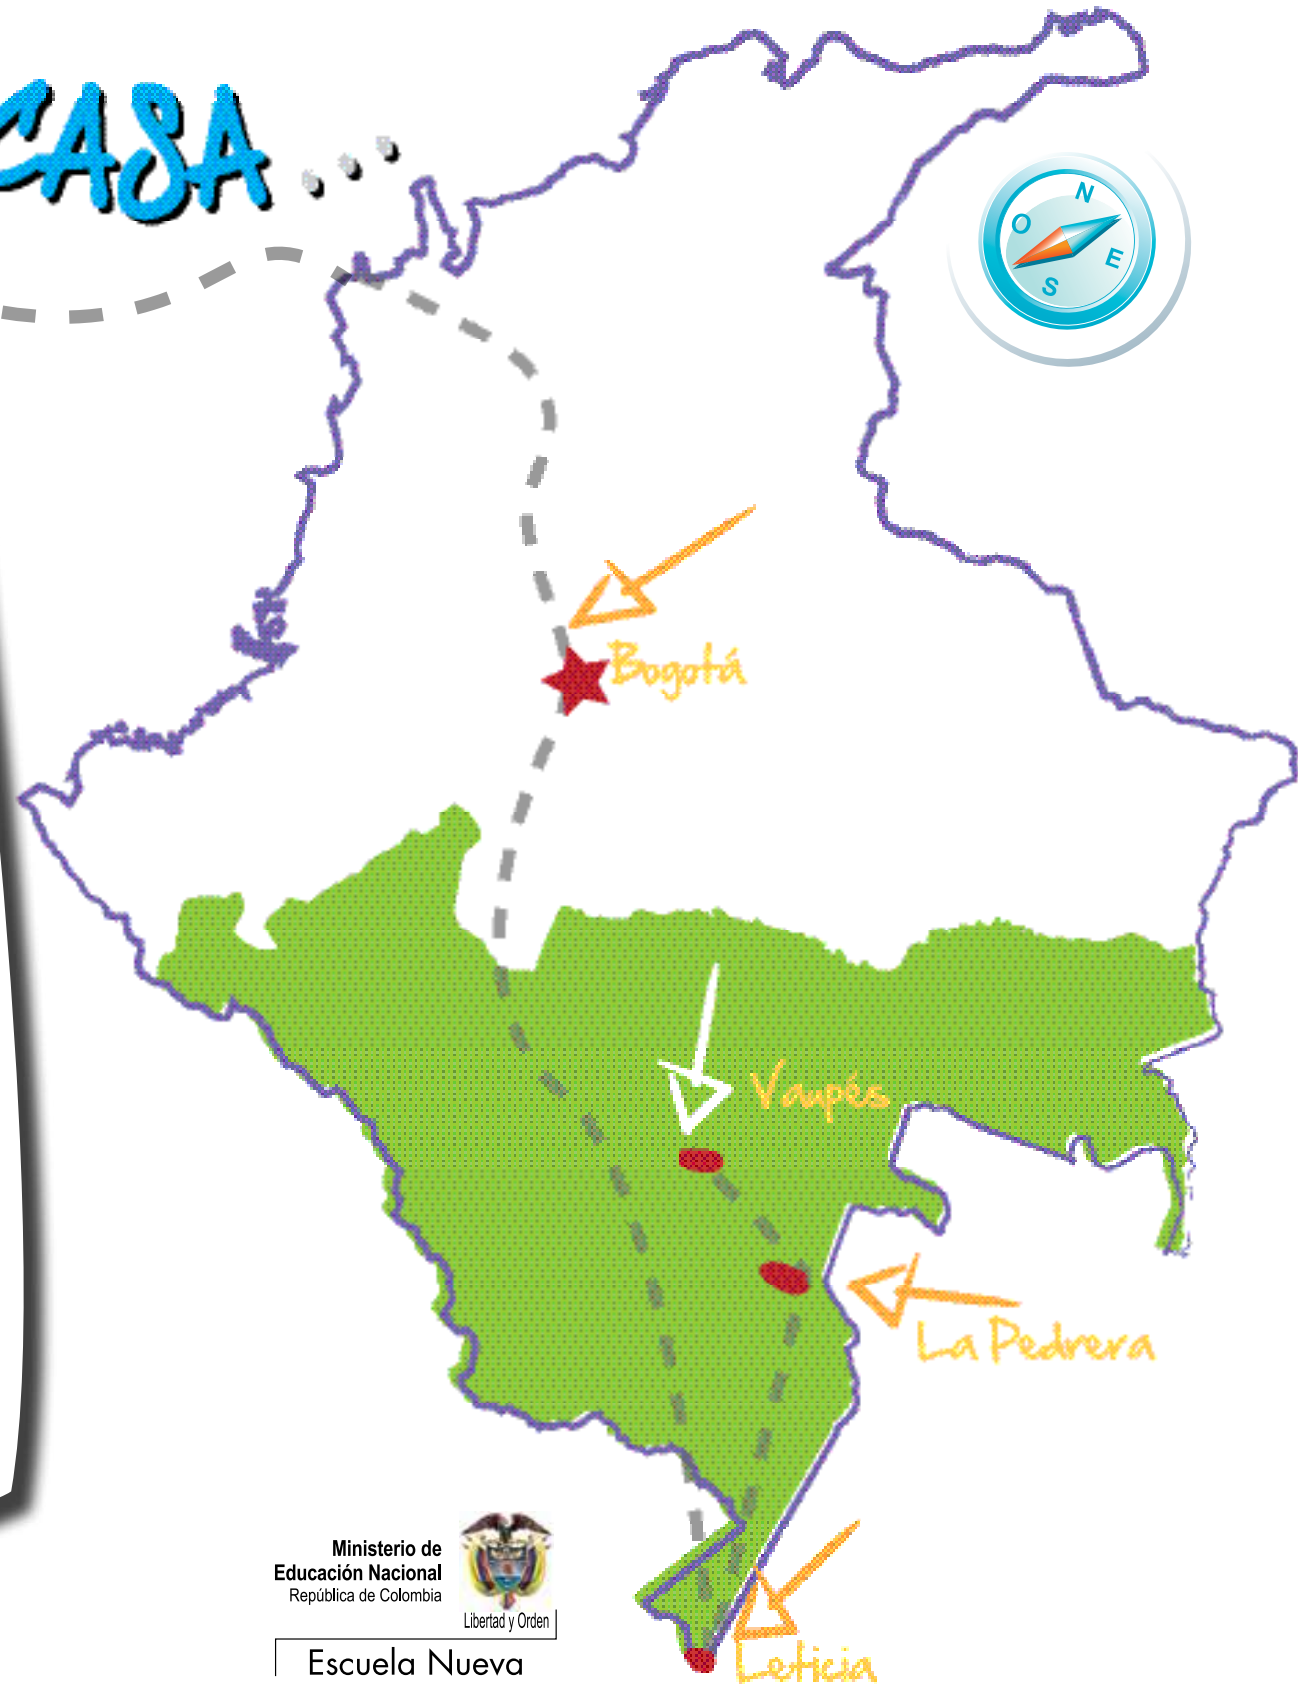 CASA...
N
O
E
S
Bogotá
Vaupés
La Pedrera
Ministerio de
Educación Nacional
República de Colombia
Libertad y Orden
Escuela Nueva
Leticia